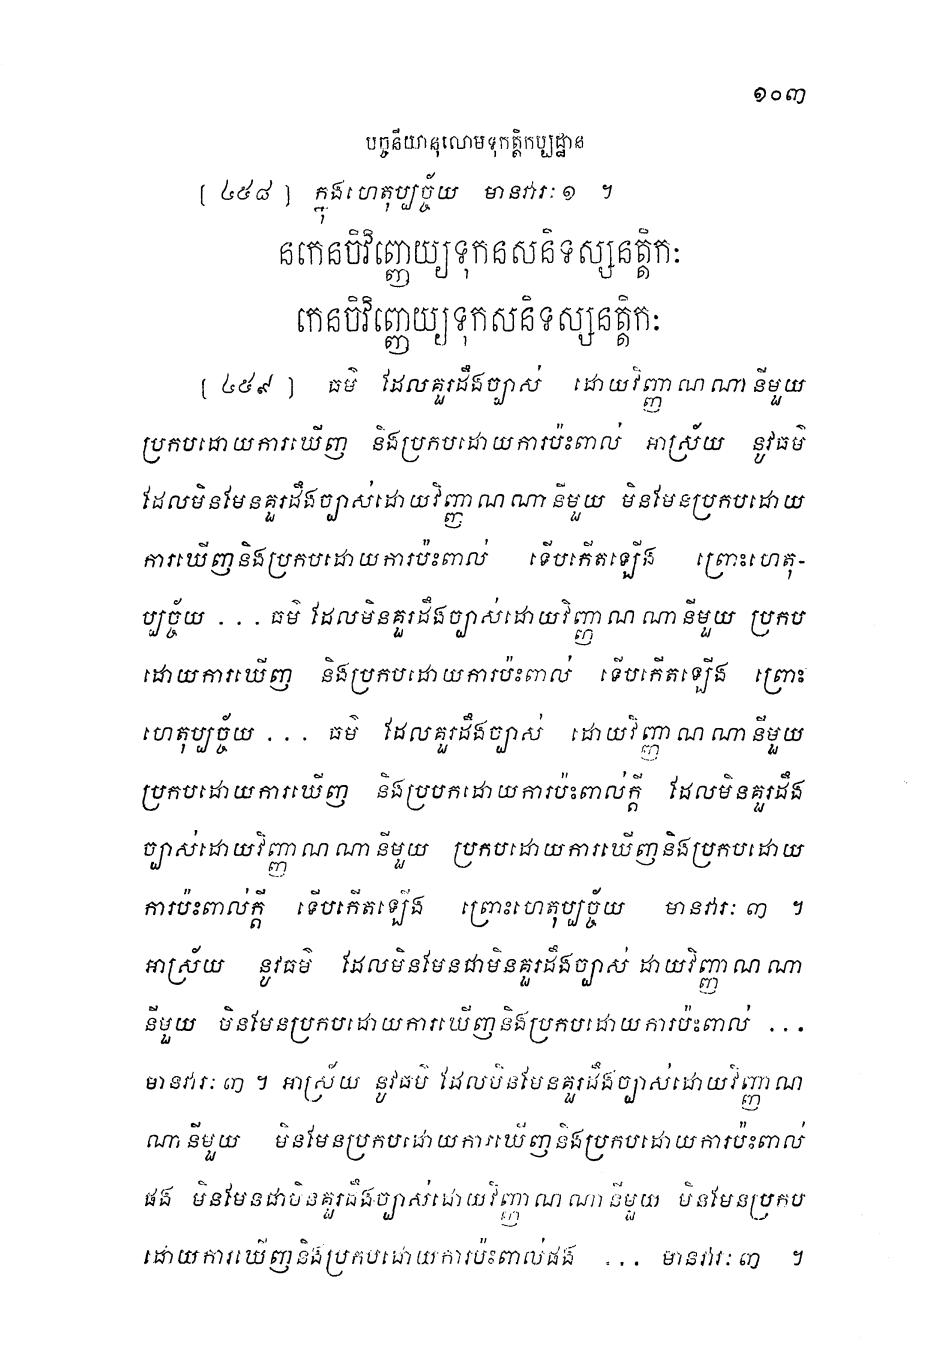 ១០៣
បច្ចនីយានុលោមទុកត្តិកប្បដ្ឋាន
[ ៤៥៨ ] ក្នុងហេតុប្បច្ច័យ មានវារៈ ១ ។
នកេនចិវិញ្ញេយ្យទុកនសនិទស្សនត្តិកៈ
កេនចិវិញ្ញេយ្យទុកសនិទស្សនត្តិកៈ
[ ៤៥៩ ] ធម៌ ដែលគួរដឹងច្បាស់ ដោយវិញ្ញាណណានីមួយ
ប្រកបដោយការឃើញ និងប្រកបដោយការប៉ះពាល់ អាស្រ័យ នូវធម៌
ដែលមិនមែនគួរដឹងច្បាស់ដោយវិញ្ញាណណានីមួយ មិនមែនប្រកបដោយ
ការឃើញនិងប្រកបដោយការប៉ះពាល់ ទើបកើតឡើង ព្រោះហេតុ-
ប្បច្ច័យ ... ធម៌ ដែលមិនគួរដឹងច្បាស់ដោយវិញ្ញាណណានីមួយ ប្រកប
ដោយការឃើញ និងប្រកបដោយការប៉ះពាល់ ទើបកើតឡើង ព្រោះ
ហេតុប្បច្ច័យ ... ធម៌ ដែលគួរដឹងច្បាស់ ដោយវិញ្ញាណណានីមួយ
ប្រកបដោយការឃើញ និងប្របកដោយការប៉ះពាល់ក្តី ដែលមិនគួរដឹង
ច្បាស់ដោយវិញ្ញាណណានីមួយ ប្រកបដោយការឃើញនិងប្រកបដោយ
ការប៉ះពាល់ក្តី ទើបកើតឡើង ព្រោះហេតុប្បច្ច័យ មានវារៈ ៣ ។
អាស្រ័យ នូវធម៌ ដែលមិនមែនជាមិនគួរដឹងច្បាស់ ដាយវិញ្ញាណណា
នីមួយ មិនមែនប្រកបដោយការឃើញនិងប្រកបដោយការប៉ះពាល់ ...
មានវារៈ ៣ ។ អាស្រ័យ នូវធម៌ ដែលមិនមែនគួរដឹងច្បាស់ដោយវិញ្ញាណ
ណានីមួយ មិនមែនប្រកបដោយការឃើញនិងប្រកបដោយការប៉ះពាល់
ផង មិនមែនជាមិនគួរដឹងច្បាស់ដោយវិញ្ញាណណានីមួយ មិនមែនប្រកប
ដោយការឃើញនិងប្រកបដោយការប៉ះពាល់ផង ... មានវារៈ ៣ ។